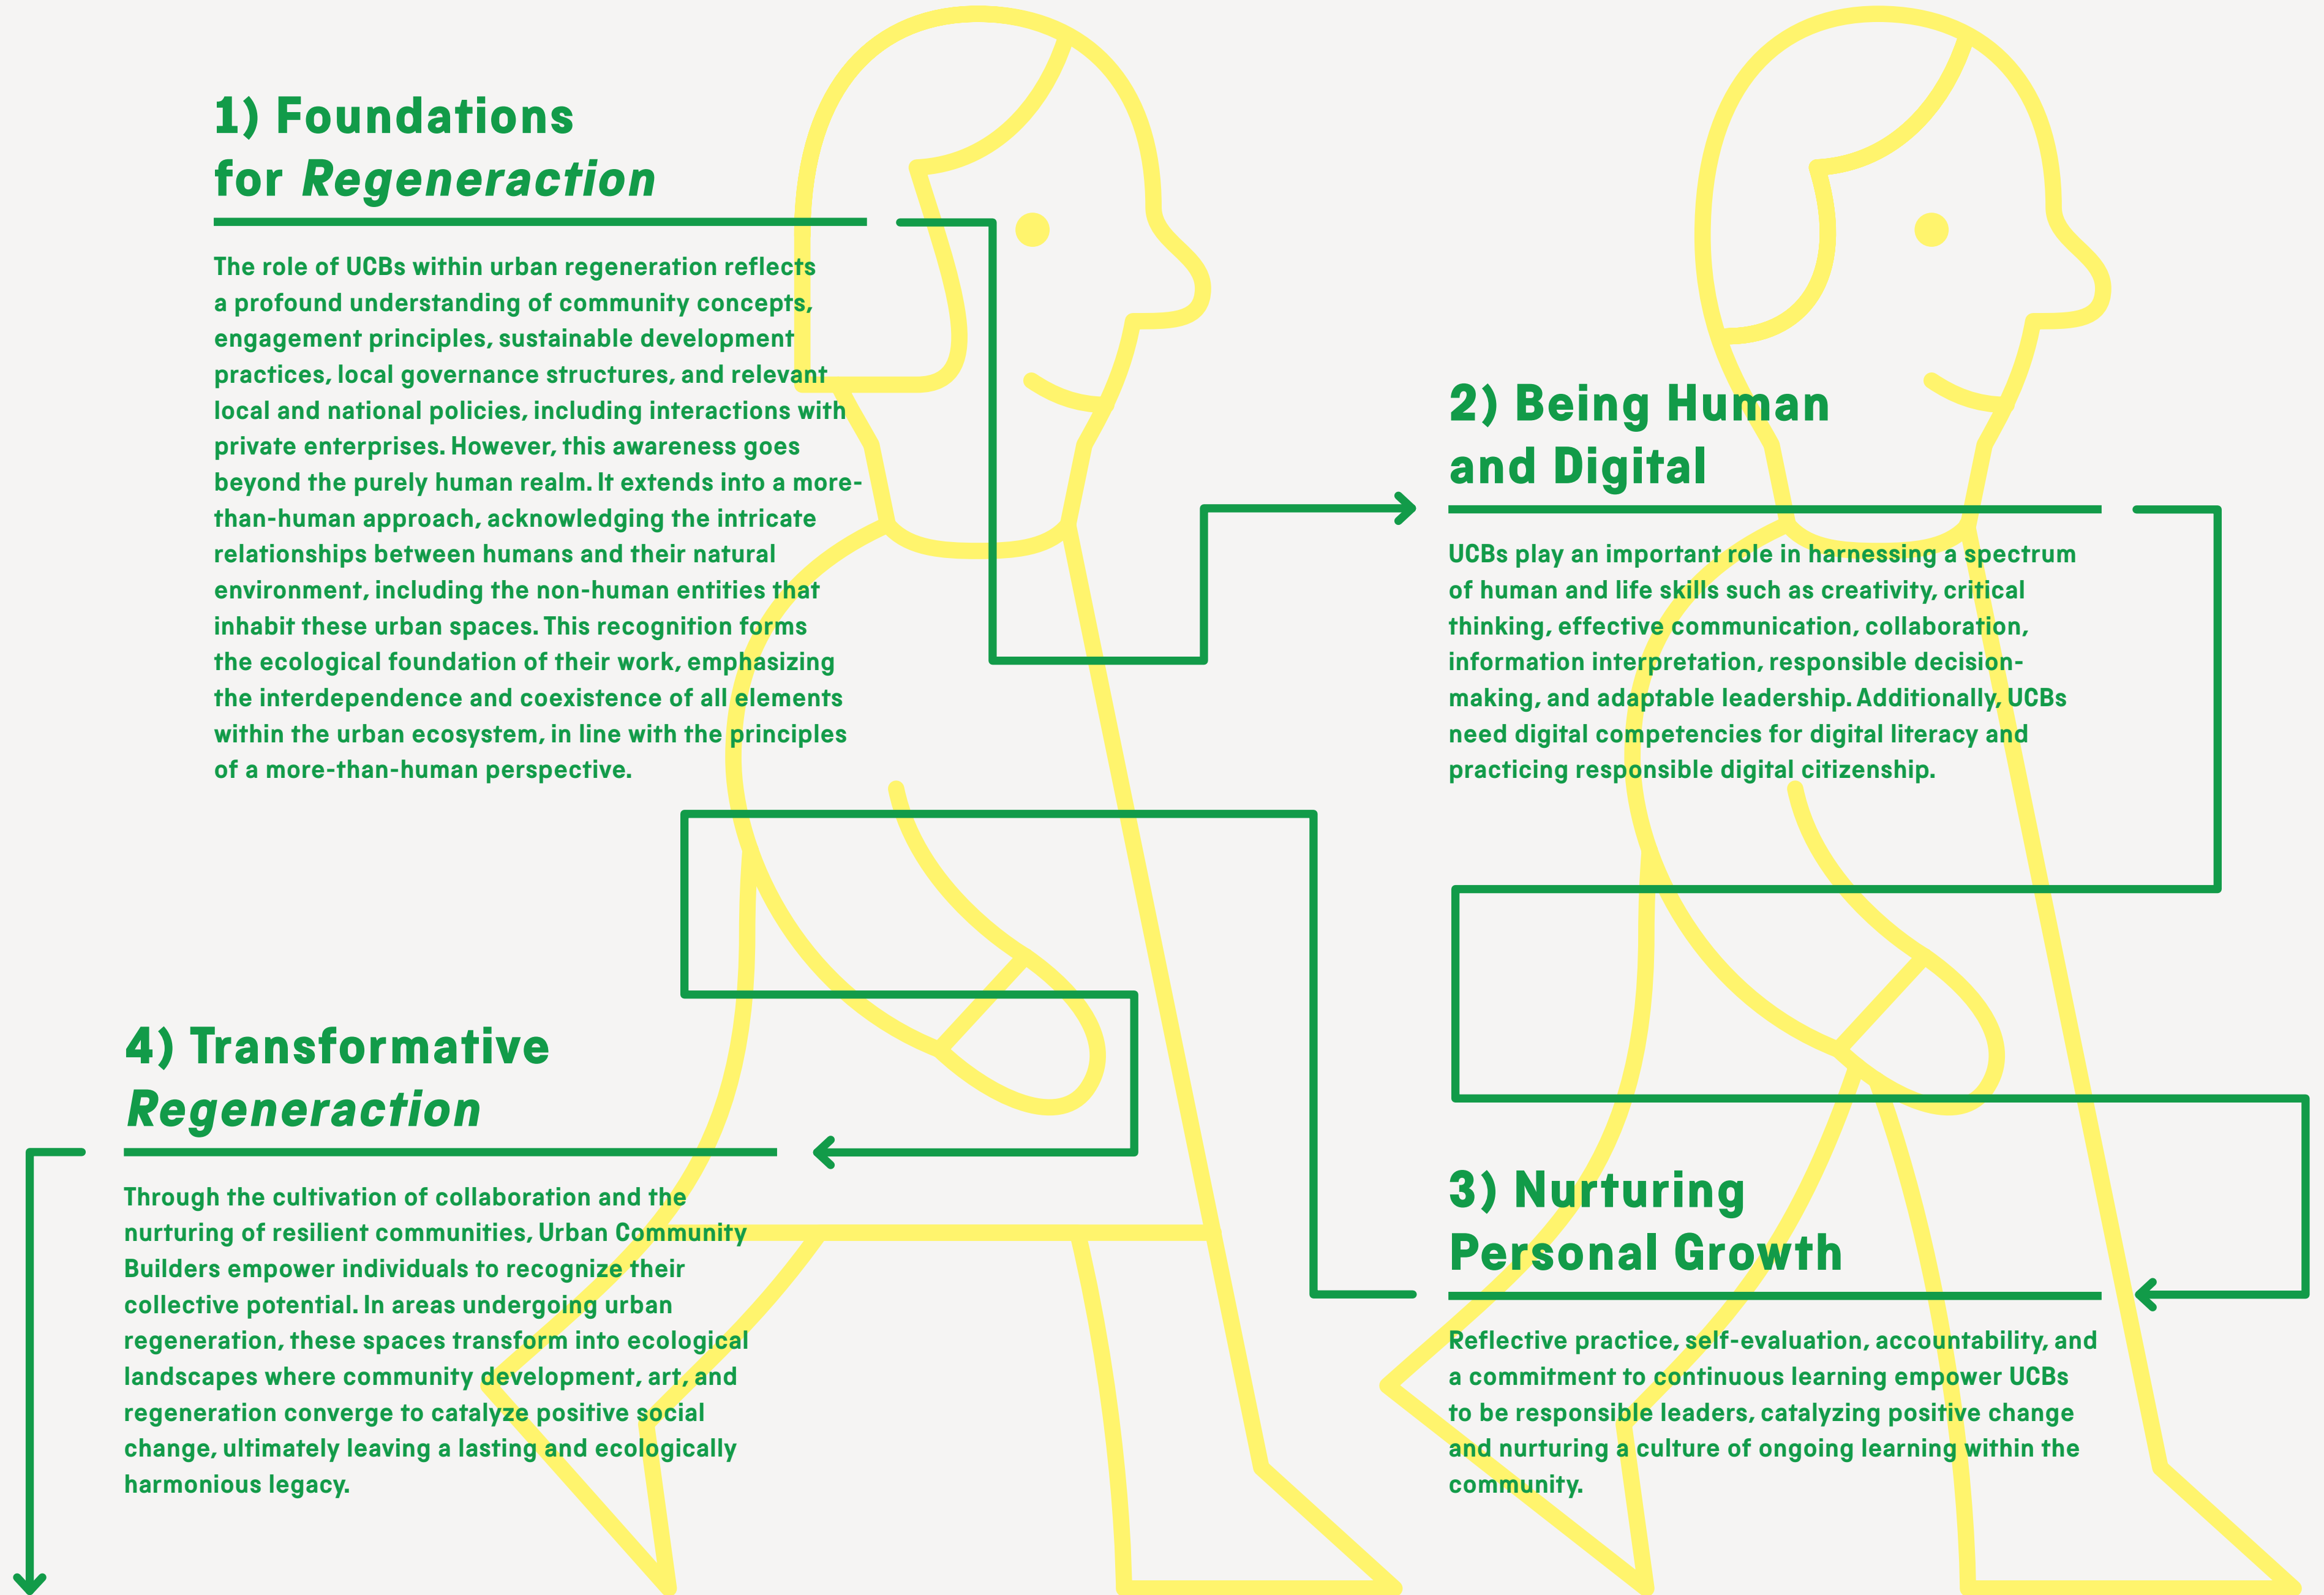 1) Foundations
for Regeneraction
The role of UCBs within urban regeneration reflects
a profound understanding of community concepts,
engagement principles, sustainable development
practices, local governance structures, and relevant
local and national policies, including interactions with
private enterprises. However, this awareness goes
beyond the purely human realm. It extends into a more-
than-human approach, acknowledging the intricate
relationships between humans and their natural
environment, including the non-human entities that
inhabit these urban spaces. This recognition forms
the ecological foundation of their work, emphasizing
the interdependence and coexistence of all elements
within the urban ecosystem, in line with the principles
of a more-than-human perspective.
2) Being Human
and Digital
UCBs play an important role in harnessing a spectrum
of human and life skills such as creativity, critical
thinking, effective communication, collaboration,
information interpretation, responsible decision-
making, and adaptable leadership. Additionally, UCBs
need digital competencies for digital literacy and
practicing responsible digital citizenship.
3) Nurturing
Personal Growth
Reflective practice, self-evaluation, accountability, and
a commitment to continuous learning empower UCBs
to be responsible leaders, catalyzing positive change
and nurturing a culture of ongoing learning within the
community.
4) Transformative
Regeneraction
Through the cultivation of collaboration and the
nurturing of resilient communities, Urban Community
Builders empower individuals to recognize their
collective potential. In areas undergoing urban
regeneration, these spaces transform into ecological
landscapes where community development, art, and
regeneration converge to catalyze positive social
change, ultimately leaving a lasting and ecologically
harmonious legacy.